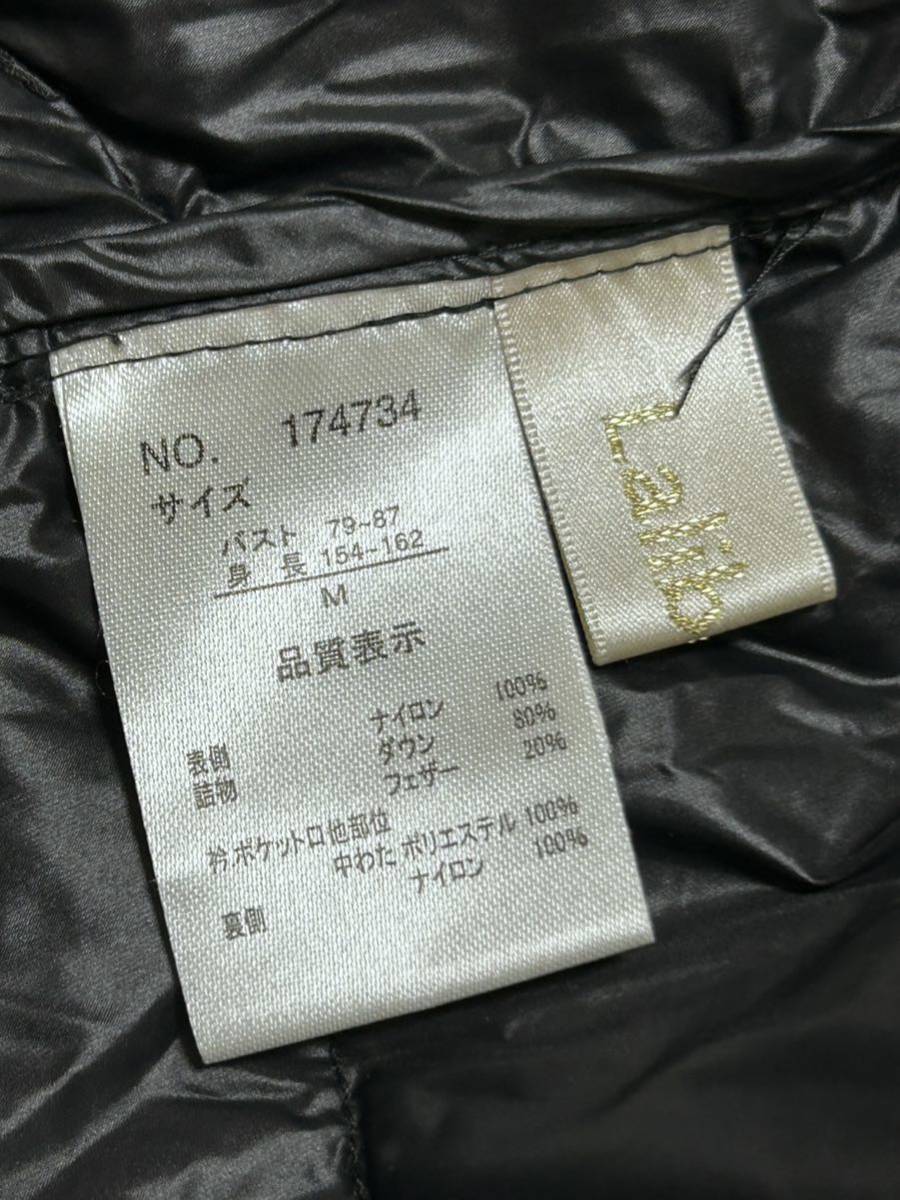 NO. 174734
サイズ
バスト 79~87
身長 154-162
M
品質表示
表側 ナイロン 100%
詰物 ダウン 80%
フェザー 20%
衿.ポケット口他部位
中わた ポリエステル 100%
裏側 ナイロン 100%
Lalib